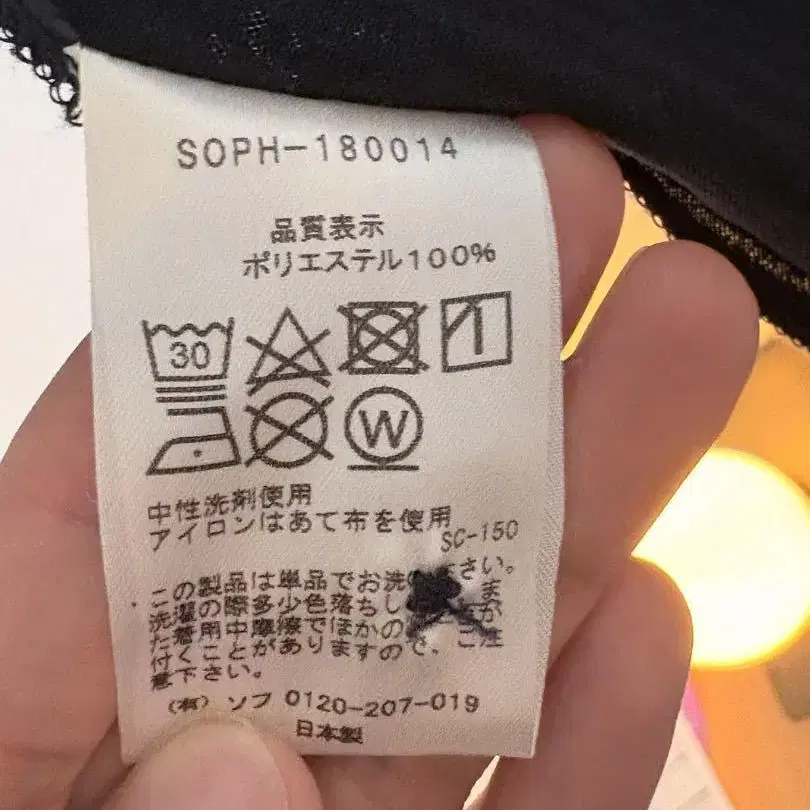 SOPH-180014
品質表示
ポリエステル100%
30
W
中性洗剤使用
アイロンはあて布を使用
SC-150
この製品は単品でお洗 さい。
洗濯の際多少色落ちし ま
た着用中摩擦でほかの が
付くことがありますので、ご注
意下さい。
(有) ソフ 0120-207-019
日本製